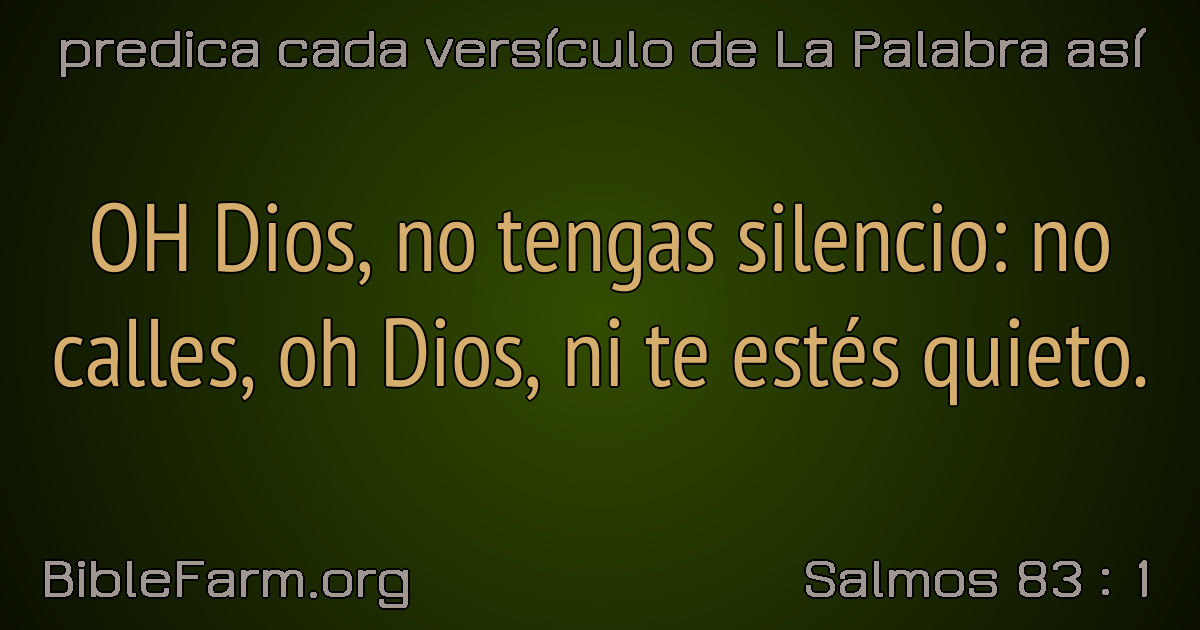 predica cada versículo de La Palabra así
OH Dios, no tengas silencio: no
calles, oh Dios, ni te estés quieto.
BibleFarm.org
Salmos 83 : 1